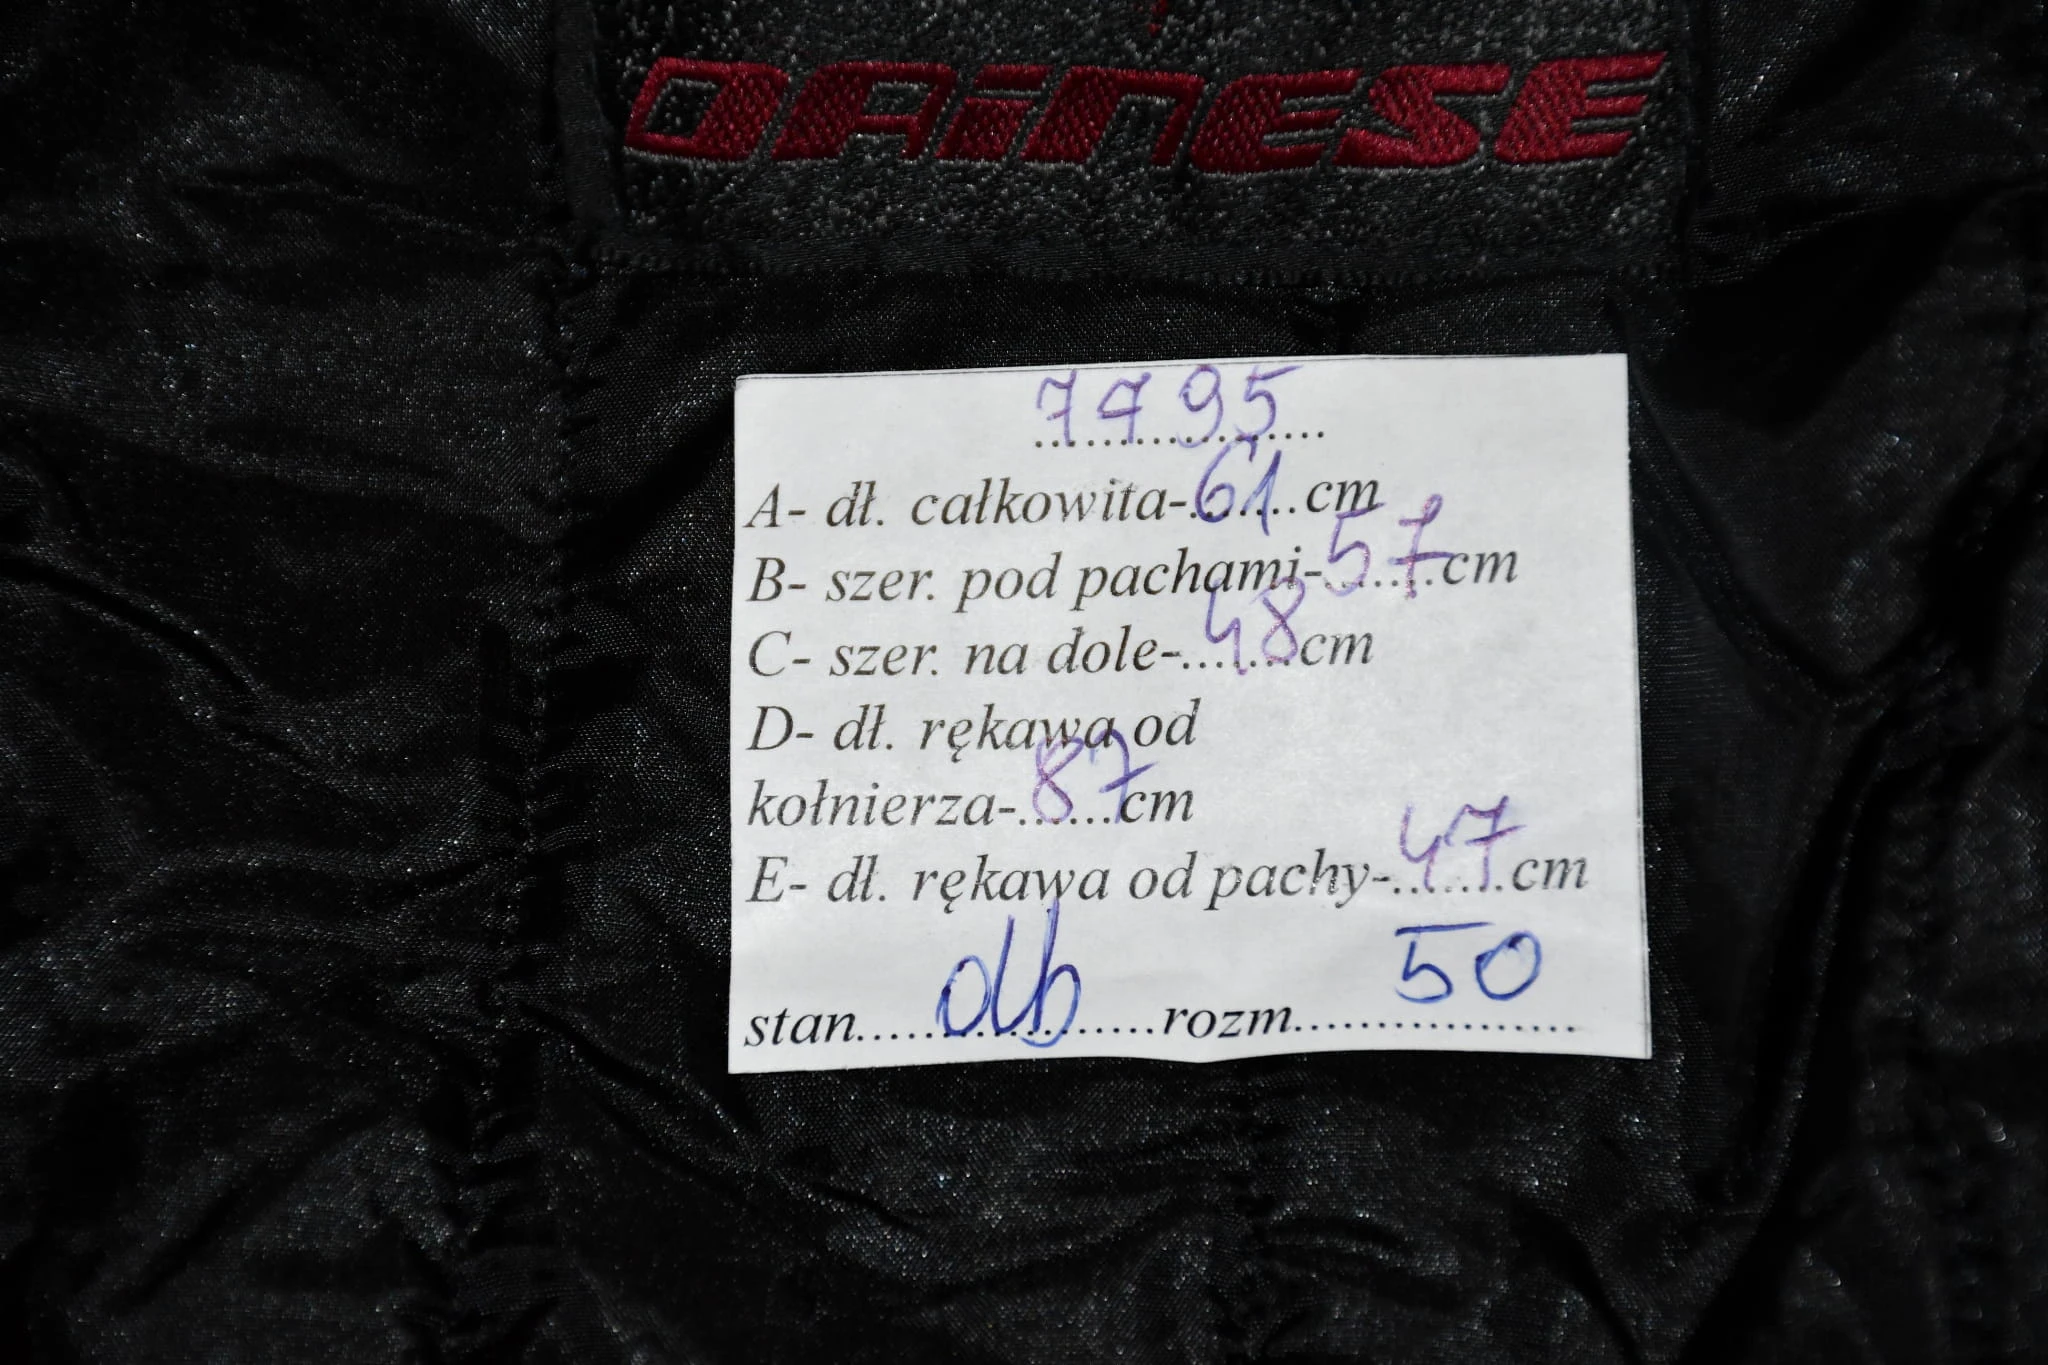 DAiNESE
7795
A- dł. całkowita-61cm
B- szer. pod pachami-57cm
C- szer. na dole-48cm
D- dł. rękawa od
kołnierza-87cm
E- dł. rękawa od pachy-47cm
stan.....db.....rozm.....50.....